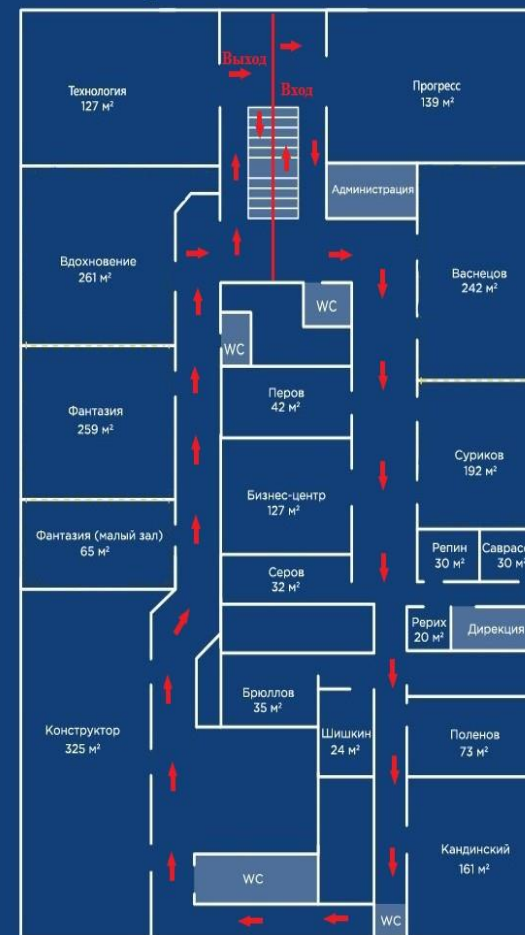 Выход
Вход
Технология
127 м²
Прогресс
139 м²
Администрация
Вдохновение
261 м²
Васнецов
242 м²
WC
WC
Перов
42 м²
Фантазия
259 м²
Суриков
192 м²
Бизнес-центр
127 м²
Фантазия (малый зал)
65 м²
Репин
30 м²
Саврасо
30 м²
Серов
32 м²
Рерих
20 м²
Дирекция
Брюллов
35 м²
Конструктор
325 м²
Шишкин
24 м²
Поленов
73 м²
Кандинский
161 м²
WC
WC